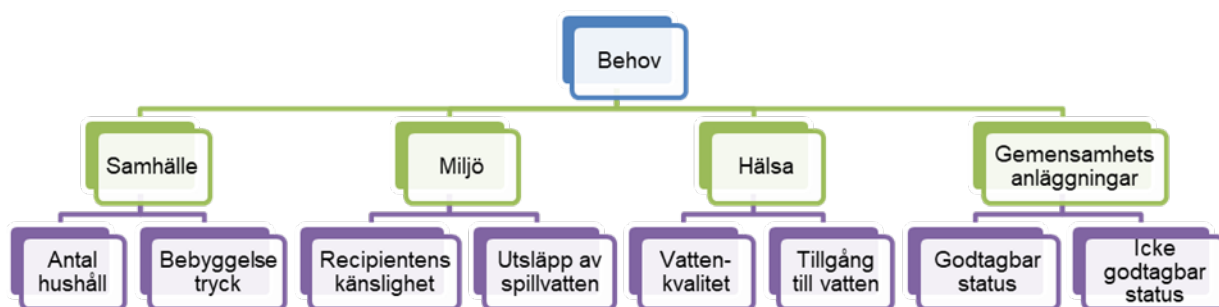 Behov
Samhälle
Miljö
Hälsa
Gemensamhets
anläggningar
Antal
hushåll
Bebyggelse
tryck
Recipientens
känslighet
Utsläpp av
spillvatten
Vatten-
kvalitet
Tillgång
till vatten
Godtagbar
status
Icke
godtagbar
status